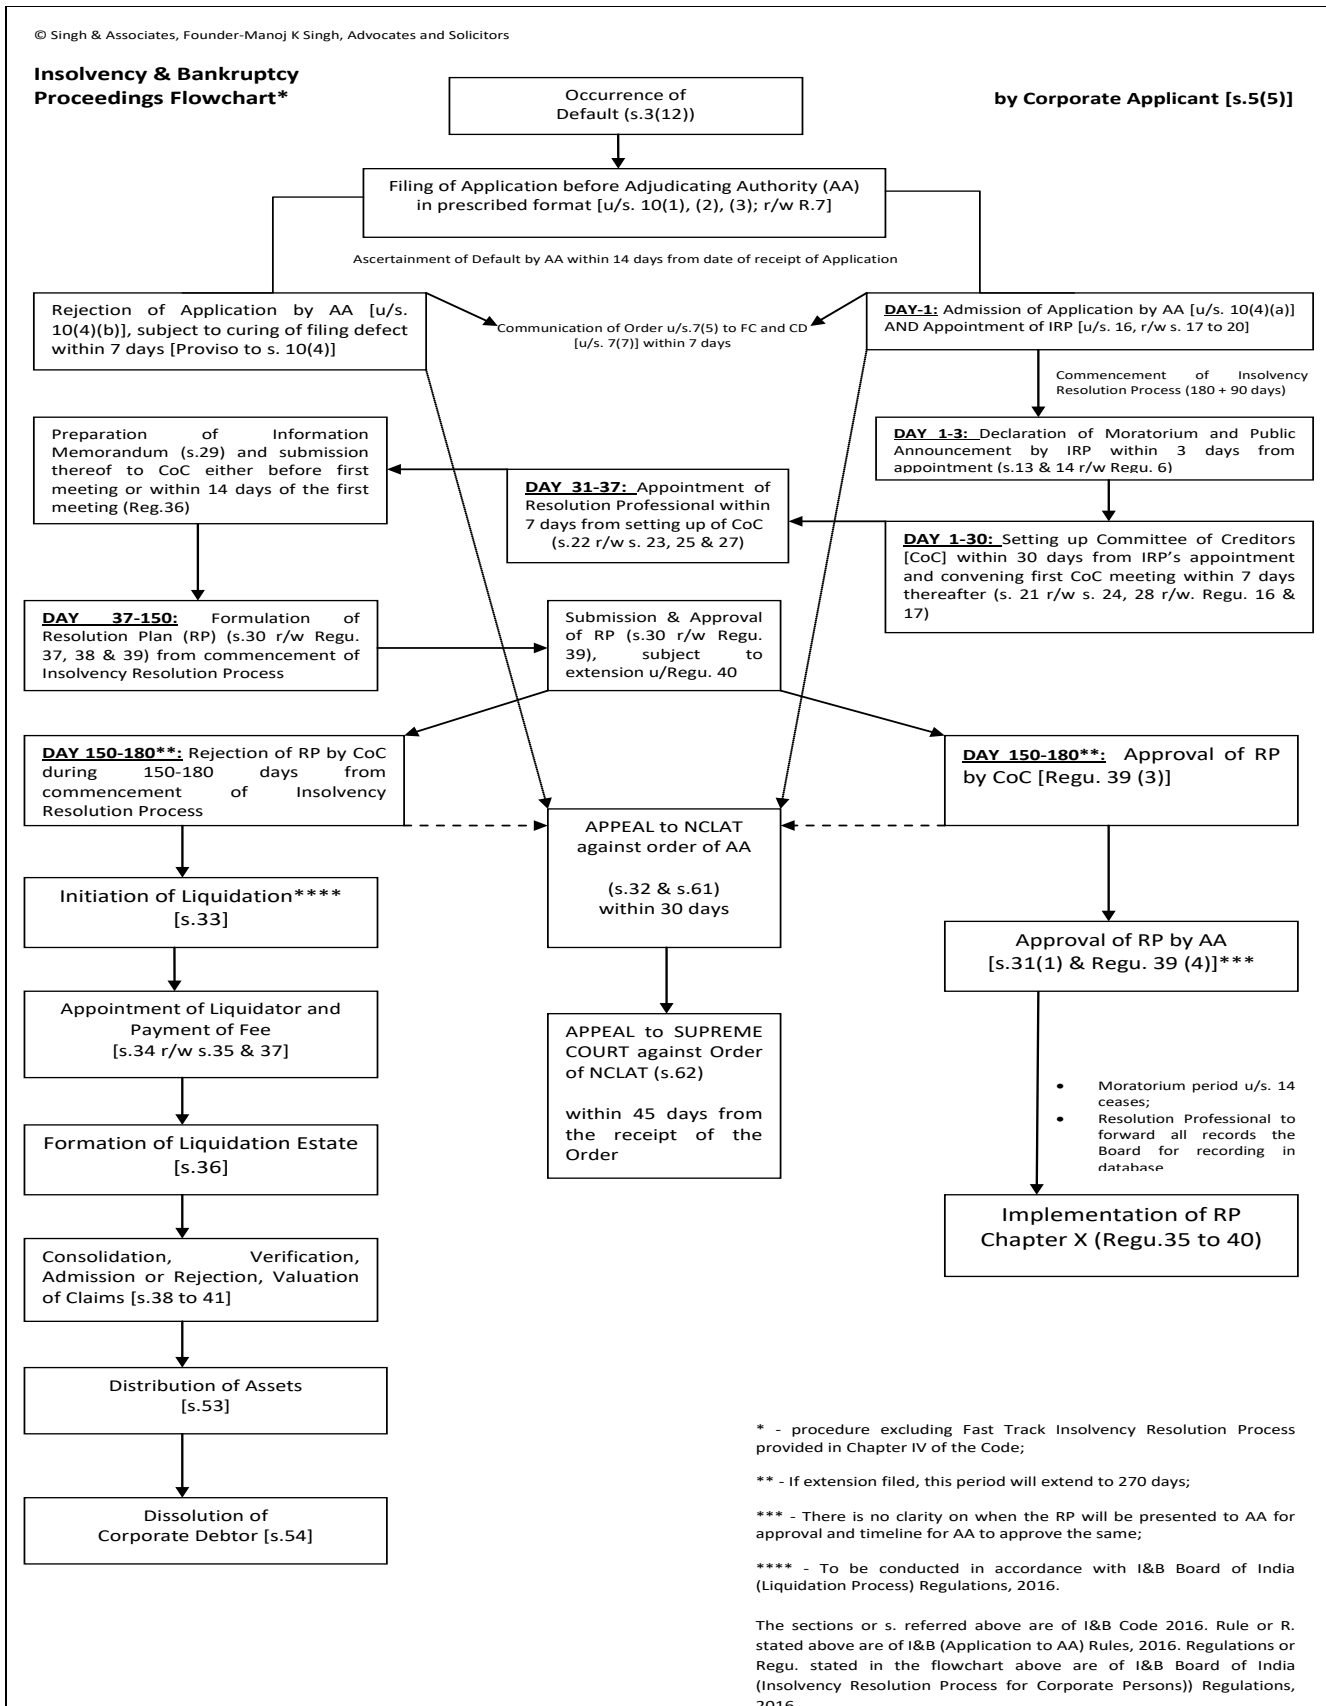 © Singh & Associates, Founder-Manoj K Singh, Advocates and Solicitors
Insolvency & Bankruptcy
Proceedings Flowchart*
by Corporate Applicant [s.5(5)]
Occurrence of
Default (s.3(12))
Filing of Application before Adjudicating Authority (AA)
in prescribed format [u/s. 10(1), (2), (3); r/w R.7]
Ascertainment of Default by AA within 14 days from date of receipt of Application
Rejection of Application by AA [u/s.
10(4)(b)], subject to curing of filing defect
within 7 days [Proviso to s. 10(4)]
Communication of Order u/s.7(5) to FC and CD
[u/s. 7(7)] within 7 days
DAY-1: Admission of Application by AA [u/s. 10(4)(a)]
AND Appointment of IRP [u/s. 16, r/w s. 17 to 20]
Commencement of Insolvency
Resolution Process (180 + 90 days)
DAY 1-3: Declaration of Moratorium and Public
Announcement by IRP within 3 days from
appointment (s.13 & 14 r/w Regu. 6)
Preparation of Information
Memorandum (s.29) and submission
thereof to CoC either before first
meeting or within 14 days of the first
meeting (Reg.36)
DAY 31-37: Appointment of
Resolution Professional within
7 days from setting up of CoC
(s.22 r/w s. 23, 25 & 27)
DAY 1-30: Setting up Committee of Creditors
[CoC] within 30 days from IRP's appointment
and convening first CoC meeting within 7 days
thereafter (s. 21 r/w s. 24, 28 r/w. Regu. 16 &
17)
DAY 37-150: Formulation of
Resolution Plan (RP) (s.30 r/w Regu.
37, 38 & 39) from commencement of
Insolvency Resolution Process
Submission & Approval
of RP (s.30 r/w Regu.
39), subject to
extension u/Regu. 40
DAY 150-180**: Rejection of RP by CoC
during 150-180 days from
commencement of Insolvency
Resolution Process
DAY 150-180**: Approval of RP
by CoC [Regu. 39 (3)]
APPEAL to NCLAT
against order of AA
(s.32 & s.61)
within 30 days
Initiation of Liquidation****
[s.33]
Approval of RP by AA
[s.31(1) & Regu. 39 (4)]***
Appointment of Liquidator and
Payment of Fee
[s.34 r/w s.35 & 37]
APPEAL to SUPREME
COURT against Order
of NCLAT (s.62)
within 45 days from
the receipt of the
Order
• Moratorium period u/s. 14
ceases;
• Resolution Professional to
forward all records the
Board for recording in
database
Formation of Liquidation Estate
[s.36]
Implementation of RP
Chapter X (Regu.35 to 40)
Consolidation, Verification,
Admission or Rejection, Valuation
of Claims [s.38 to 41]
Distribution of Assets
[s.53]
Dissolution of
Corporate Debtor [s.54]
* - procedure excluding Fast Track Insolvency Resolution Process
provided in Chapter IV of the Code;
** - If extension filed, this period will extend to 270 days;
*** - There is no clarity on when the RP will be presented to AA for
approval and timeline for AA to approve the same;
**** - To be conducted in accordance with I&B Board of India
(Liquidation Process) Regulations, 2016.
The sections or s. referred above are of I&B Code 2016. Rule or R.
stated above are of I&B (Application to AA) Rules, 2016. Regulations or
Regu. stated in the flowchart above are of I&B Board of India
(Insolvency Resolution Process for Corporate Persons)) Regulations,
2016